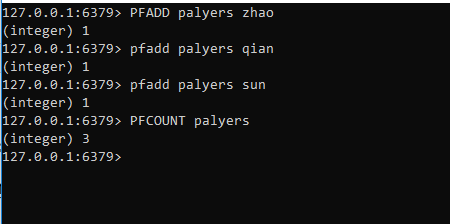 127.0.0.1:6379> PFADD palyers zhao
(integer) 1
127.0.0.1:6379> pfadd palyers qian
(integer) 1
127.0.0.1:6379> pfadd palyers sun
(integer) 1
127.0.0.1:6379> PFCOUNT palyers
(integer) 3
127.0.0.1:6379>